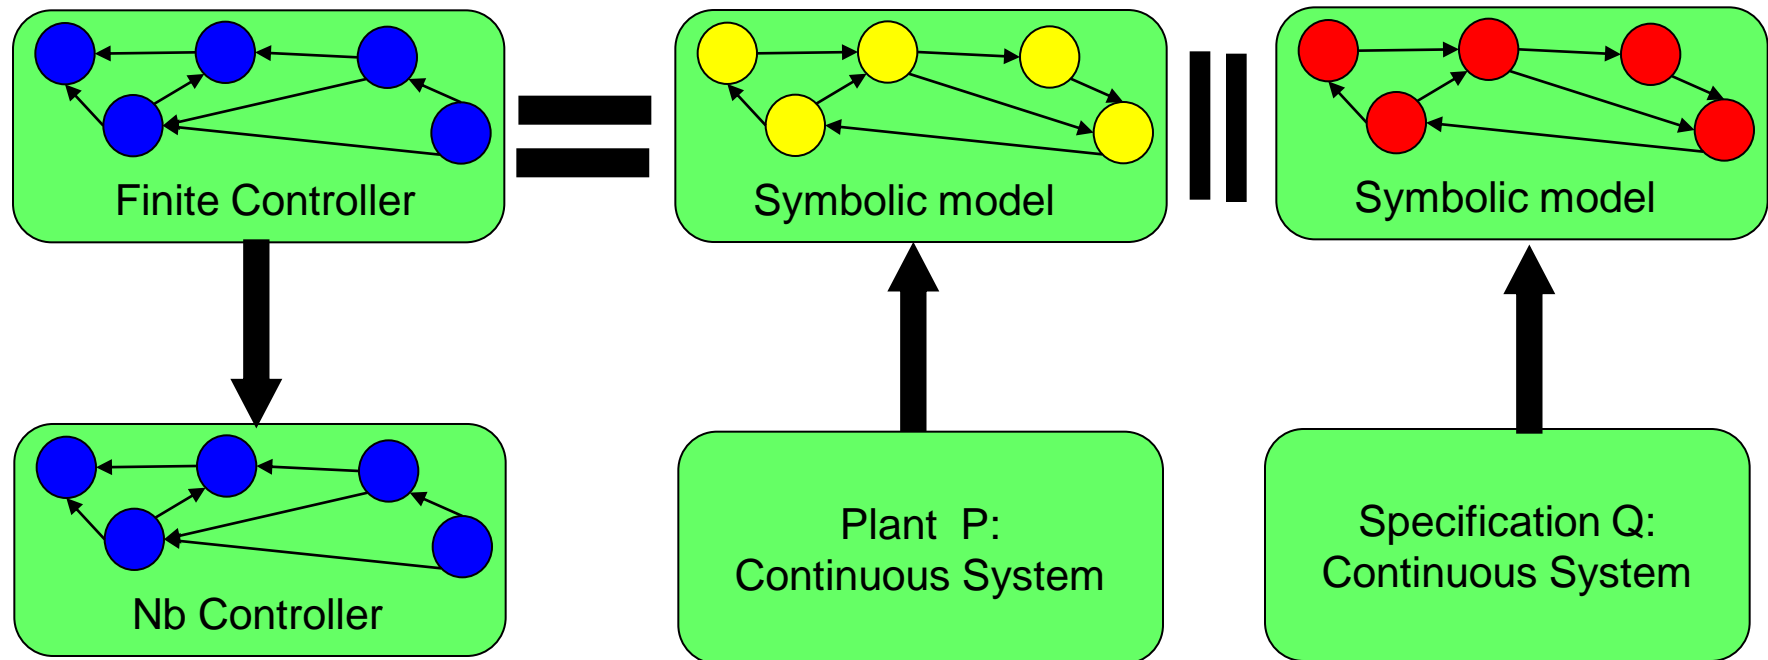 Finite Controller
Symbolic model
Symbolic model
Nb Controller
Plant P:
Continuous System
Specification Q:
Continuous System